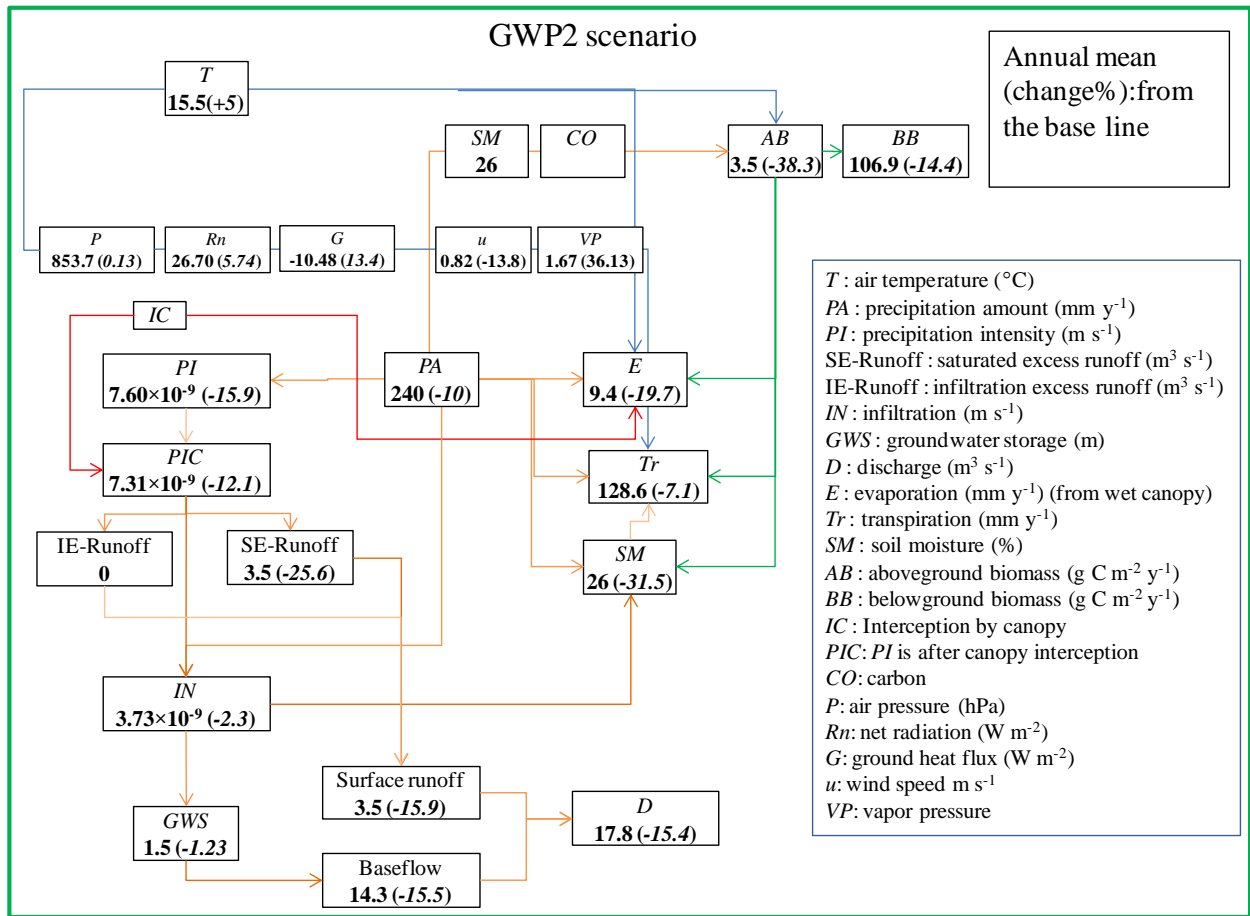 GWP2 scenario
Annual mean
(change%):from
the base line
T
15.5(+5)
SM
26
CO
AB
3.5 (-38.3)
BB
106.9 (-14.4)
P
853.7 (0.13)
Rn
26.70 (5.74)
G
-10.48 (13.4)
u
0.82 (-13.8)
VP
1.67 (36.13)
IC
PI
7.60×10⁻⁹ (-15.9)
PA
240 (-10)
E
9.4 (-19.7)
PIC
7.31×10⁻⁹ (-12.1)
Tr
128.6 (-7.1)
IE-Runoff
0
SE-Runoff
3.5 (-25.6)
SM
26 (-31.5)
IN
3.73×10⁻⁹ (-2.3)
Surface runoff
3.5 (-15.9)
D
17.8 (-15.4)
GWS
1.5 (-1.23
Baseflow
14.3 (-15.5)
T : air temperature (°C)
PA : precipitation amount (mm y⁻¹)
PI : precipitation intensity (m s⁻¹)
SE-Runoff : saturated excess runoff (m³ s⁻¹)
IE-Runoff : infiltration excess runoff (m³ s⁻¹)
IN : infiltration (m s⁻¹)
GWS : groundwater storage (m)
D : discharge (m³ s⁻¹)
E : evaporation (mm y⁻¹) (from wet canopy)
Tr : transpiration (mm y⁻¹)
SM : soil moisture (%)
AB : aboveground biomass (g C m⁻² y⁻¹)
BB : belowground biomass (g C m⁻² y⁻¹)
IC : Interception by canopy
PIC: PI is after canopy interception
CO: carbon
P: air pressure (hPa)
Rn: net radiation (W m⁻²)
G: ground heat flux (W m⁻²)
u: wind speed m s⁻¹
VP: vapor pressure